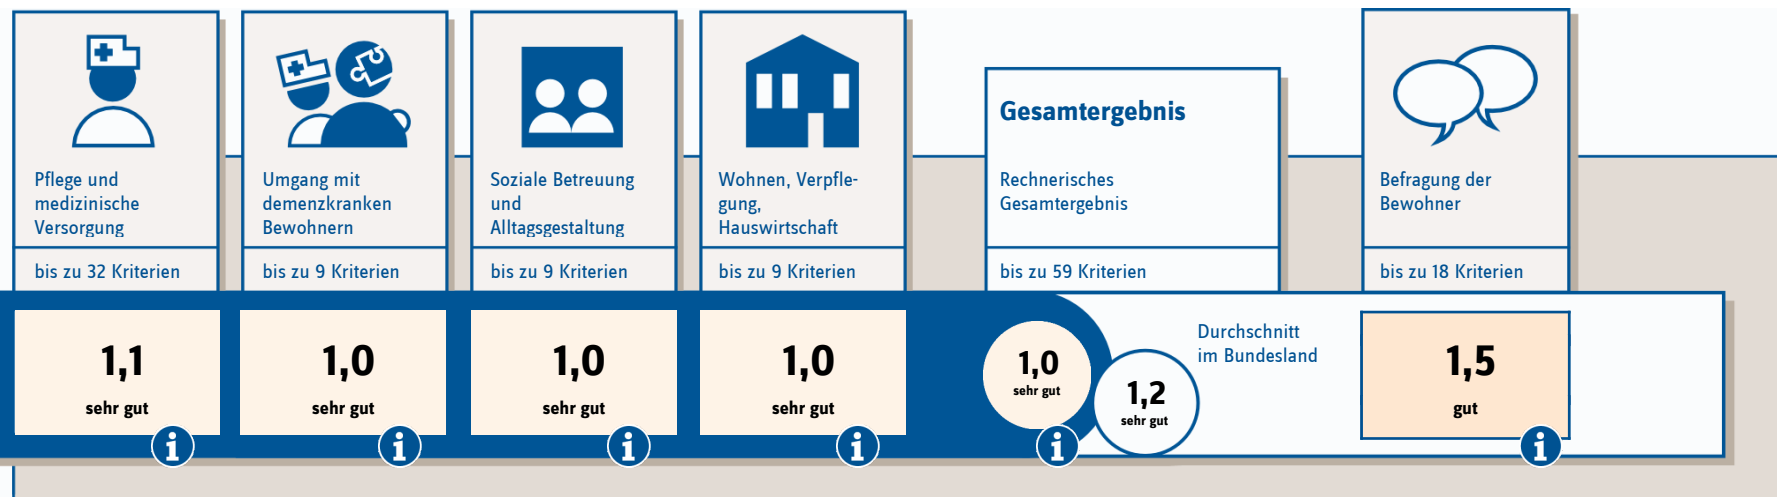 Pflege und
medizinische
Versorgung
bis zu 32 Kriterien
1,1
sehr gut
i
Umgang mit
demenzkranken
Bewohnern
bis zu 9 Kriterien
1,0
sehr gut
i
Soziale Betreuung
und
Alltagsgestaltung
bis zu 9 Kriterien
1,0
sehr gut
i
Wohnen, Verpfle-
gung,
Hauswirtschaft
bis zu 9 Kriterien
1,0
sehr gut
i
Gesamtergebnis
Rechnerisches
Gesamtergebnis
bis zu 59 Kriterien
1,0
sehr gut
i
1,2
sehr gut
Durchschnitt
im Bundesland
Befragung der
Bewohner
bis zu 18 Kriterien
1,5
gut
i